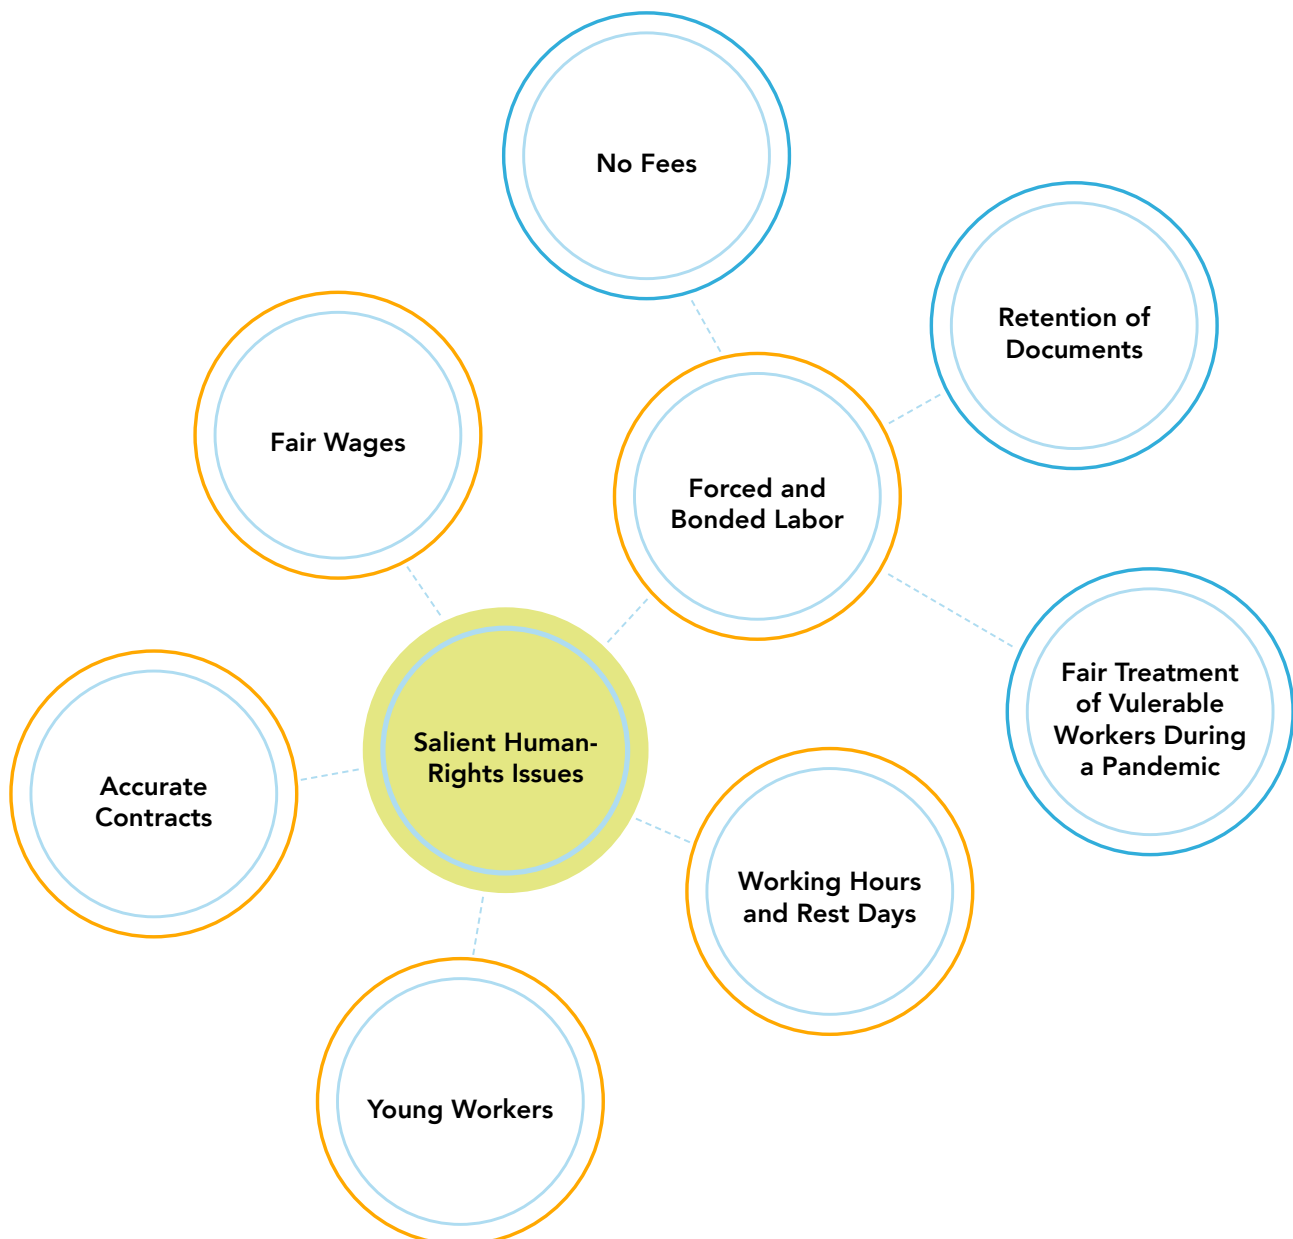 No Fees
Retention of
Documents
Fair Wages
Forced and
Bonded Labor
Fair Treatment
of Vulerable
Workers During
a Pandemic
Salient Human-
Rights Issues
Accurate
Contracts
Working Hours
and Rest Days
Young Workers